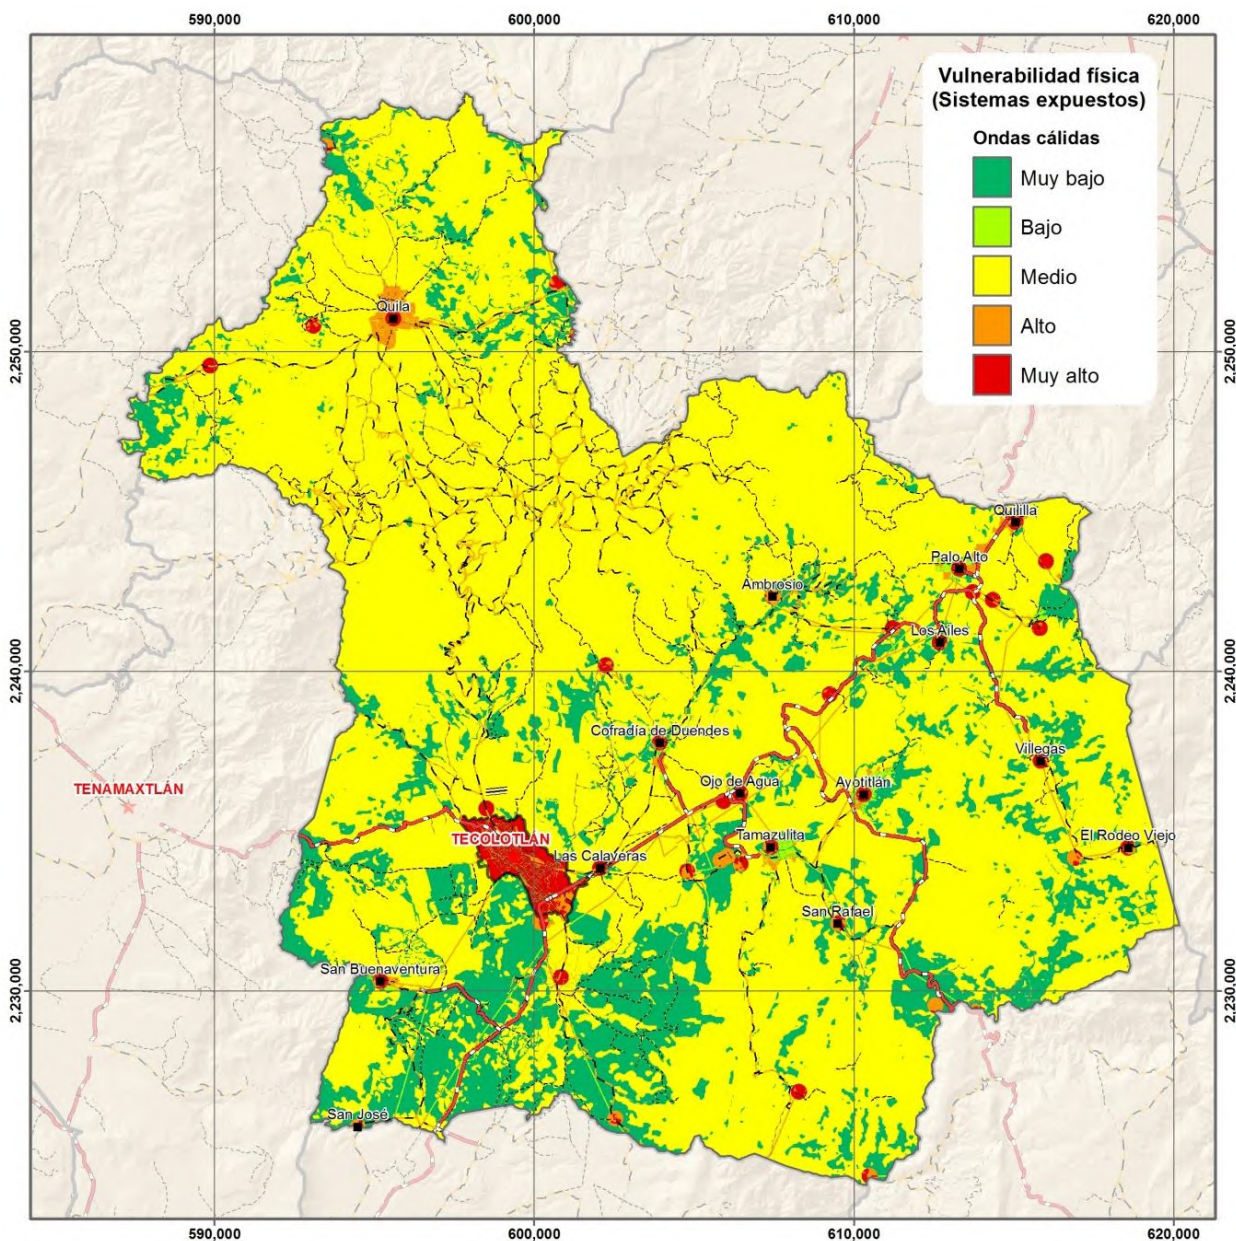 590,000
600,000
610,000
620,000
Vulnerabilidad física
(Sistemas expuestos)
Ondas cálidas
Muy bajo
Bajo
Medio
Alto
Muy alto
Quila
2,250,000
2,250,000
Quililla
Palo Alto
Ambrosio
Los Ailes
2,240,000
2,240,000
Cofradía de Duendes
Villegas
Ojo de Agua
Ayotitlán
TENAMAXTLÁN
TECOLOTLÁN
Tamazulita
El Rodeo Viejo
Las Calaveras
San Rafael
San Buenaventura
2,230,000
2,230,000
San José
590,000
600,000
610,000
620,000